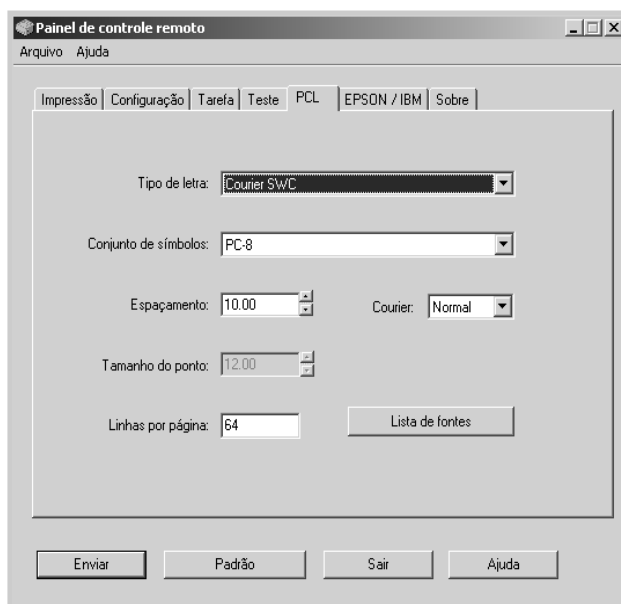 Painel de controle remoto
Arquivo Ajuda
Impressão Configuração Tarefa Teste PCL EPSON / IBM Sobre
Tipo de letra: Courier SWC
Conjunto de símbolos: PC-8
Espaçamento: 10.00 Courier: Normal
Tamanho do ponto: 12.00
Linhas por página: 64 Lista de fontes
Enviar Padrão Sair Ajuda